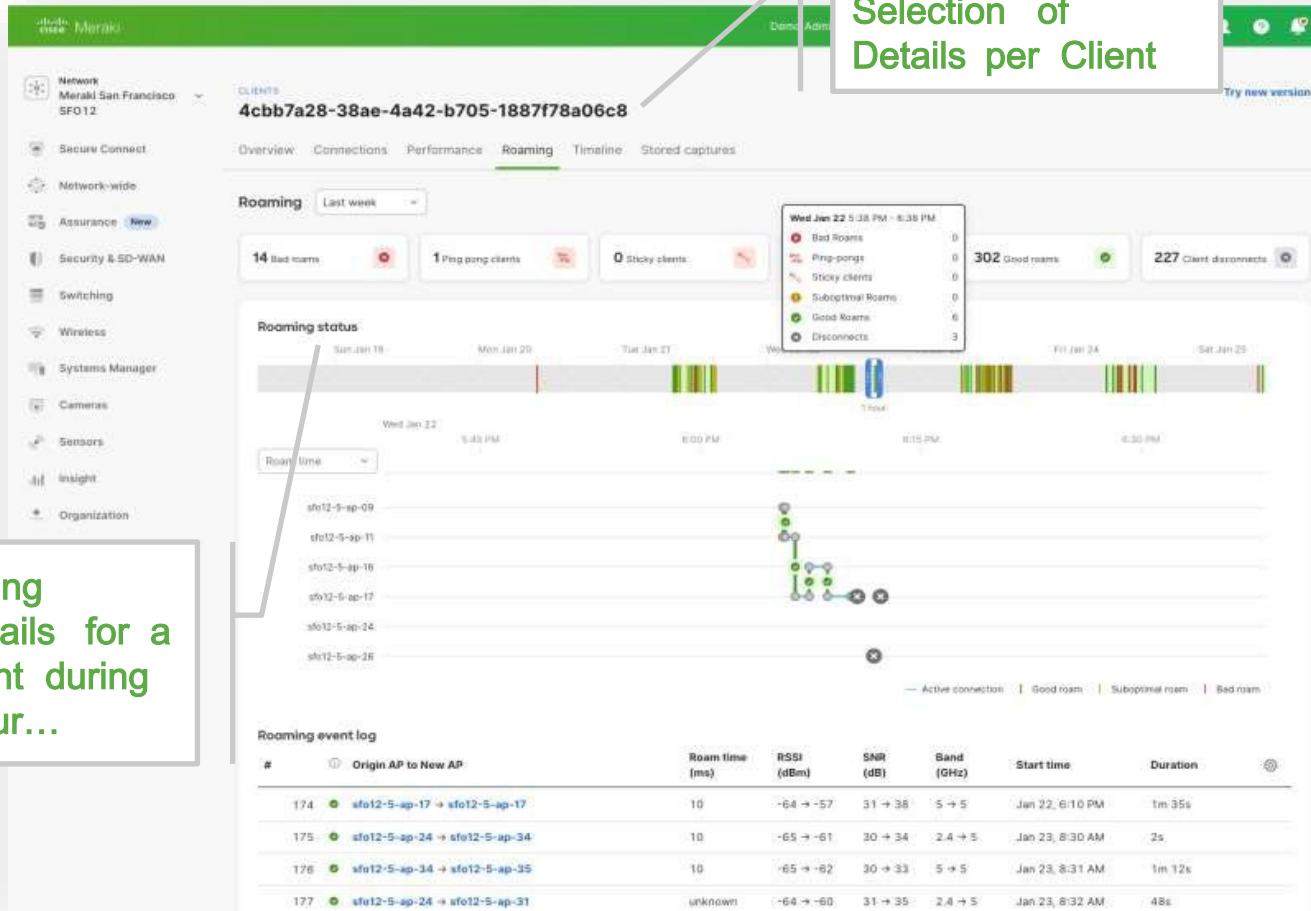 Selection of
Details per Client
cisco Meraki
Demo Adm
Network
Meraki San Francisco
SFO12
Secure Connect
Network-wide
Assurance New
Security & SD-WAN
Switching
Wireless
Systems Manager
Cameras
Sensors
Insight
Organization
ng
ails for a
nt during
ur...
Try new version
CLIENTS
4cbb7a28-38ae-4a42-b705-1887f78a06c8
Overview Connections Performance Roaming Timeline Stored captures
Roaming Last week
14 Bad roams 1 Ping pong clients 0 Sticky clients 302 Good roams 227 Client disconnects
Wed Jan 22 5:38 PM - 6:38 PM
Bad Roams 0
Ping-pongs 0
Sticky clients 0
Suboptimal Roams 0
Good Roams 6
Disconnects 3
Roaming status
Sun Jan 19 Mon Jan 20 Tue Jan 21 Fri Jan 24 Sat Jan 25
1 hour
Wed Jan 22
5:45 PM 6:00 PM 6:15 PM 6:30 PM
Roam time
sfo12-5-ap-09
sfo12-5-ap-11
sfo12-5-ap-16
sfo12-5-ap-17
sfo12-5-ap-24
sfo12-5-ap-26
Active connection Good roam Suboptimal roam Bad roam
Roaming event log
# Origin AP to New AP Roam time (ms) RSSI (dBm) SNR (dB) Band (GHz) Start time Duration
174 sfo12-5-ap-17 → sfo12-5-ap-17 10 -64 → -57 31 → 38 5 → 5 Jan 22, 6:10 PM 1m 35s
175 sfo12-5-ap-24 → sfo12-5-ap-34 10 -65 → -61 30 → 34 2.4 → 5 Jan 23, 8:30 AM 2s
176 sfo12-5-ap-34 → sfo12-5-ap-35 10 -65 → -62 30 → 33 5 → 5 Jan 23, 8:31 AM 1m 12s
177 sfo12-5-ap-24 → sfo12-5-ap-31 unknown -64 → -60 31 → 35 2.4 → 5 Jan 23, 8:32 AM 48s